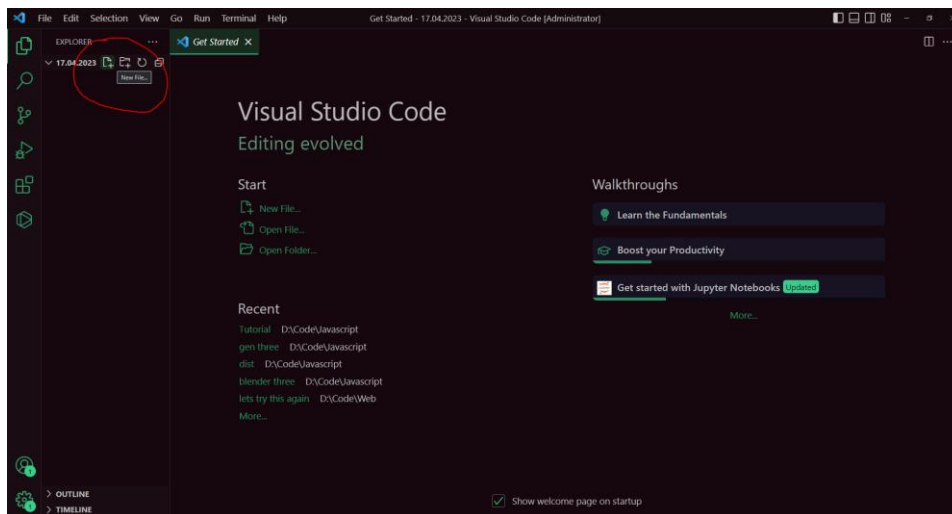 File Edit Selection View Go Run Terminal Help Get Started - 17.04.2023 - Visual Studio Code [Administrator]
EXPLORER
Get Started
17.04.2023
New File...
Visual Studio Code
Editing evolved
Start
New File...
Open File...
Open Folder...
Recent
Tutorial D:\Code\Javascript
gen three D:\Code\Javascript
dist D:\Code\Javascript
blender three D:\Code\Javascript
lets try this again D:\Code\Web
More...
Walkthroughs
Learn the Fundamentals
Boost your Productivity
Get started with Jupyter Notebooks Updated
More...
1
1
OUTLINE
TIMELINE
Show welcome page on startup